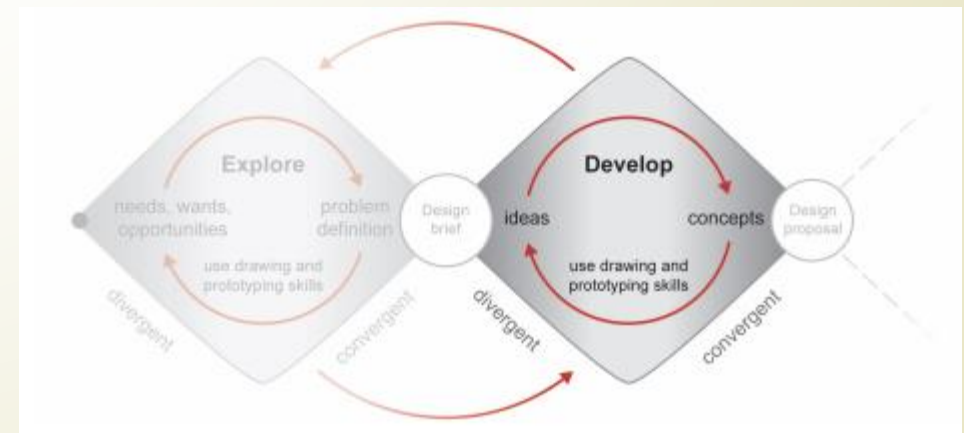 Explore
needs, wants,
opportunities
problem
definition
use drawing and
prototyping skills
divergent
convergent
Design
brief
Develop
ideas
concepts
use drawing and
prototyping skills
divergent
convergent
Design
proposal